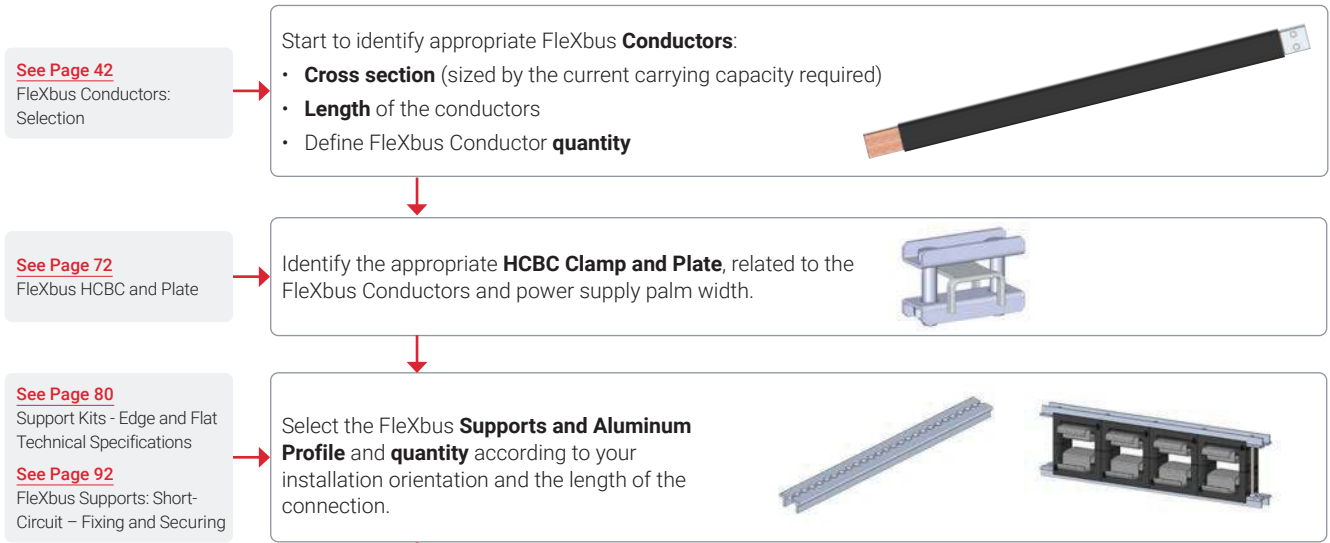 See Page 42
FleXbus Conductors:
Selection
Start to identify appropriate FleXbus Conductors:
• Cross section (sized by the current carrying capacity required)
• Length of the conductors
• Define FleXbus Conductor quantity
See Page 72
FleXbus HCBC and Plate
Identify the appropriate HCBC Clamp and Plate, related to the
FleXbus Conductors and power supply palm width.
See Page 80
Support Kits - Edge and Flat
Technical Specifications
See Page 92
FleXbus Supports: Short-
Circuit – Fixing and Securing
Select the FleXbus Supports and Aluminum
Profile and quantity according to your
installation orientation and the length of the
connection.